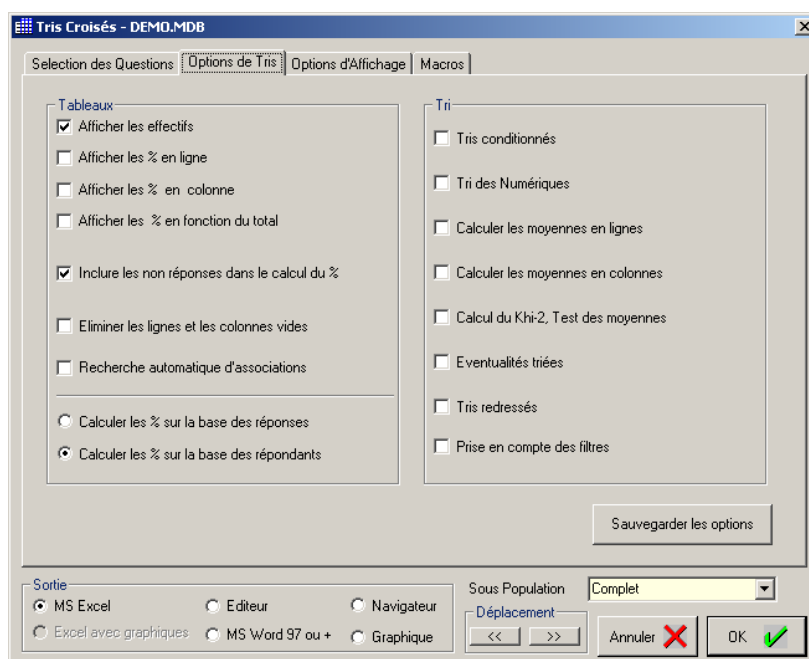 Tris Croisés - DEMO.MDB
Selection des Questions
Options de Tris
Options d'Affichage
Macros
Tableaux
Afficher les effectifs
Afficher les % en ligne
Afficher les % en colonne
Afficher les % en fonction du total
Inclure les non réponses dans le calcul du %
Eliminer les lignes et les colonnes vides
Recherche automatique d'associations
Calculer les % sur la base des réponses
Calculer les % sur la base des répondants
Tri
Tris conditionnés
Tri des Numériques
Calculer les moyennes en lignes
Calculer les moyennes en colonnes
Calcul du Khi-2, Test des moyennes
Eventualités triées
Tris redressés
Prise en compte des filtres
Sauvegarder les options
Sortie
MS Excel
Editeur
Navigateur
Excel avec graphiques
MS Word 97 ou +
Graphique
Sous Population
Complet
Déplacement
<<
>>
Annuler
OK